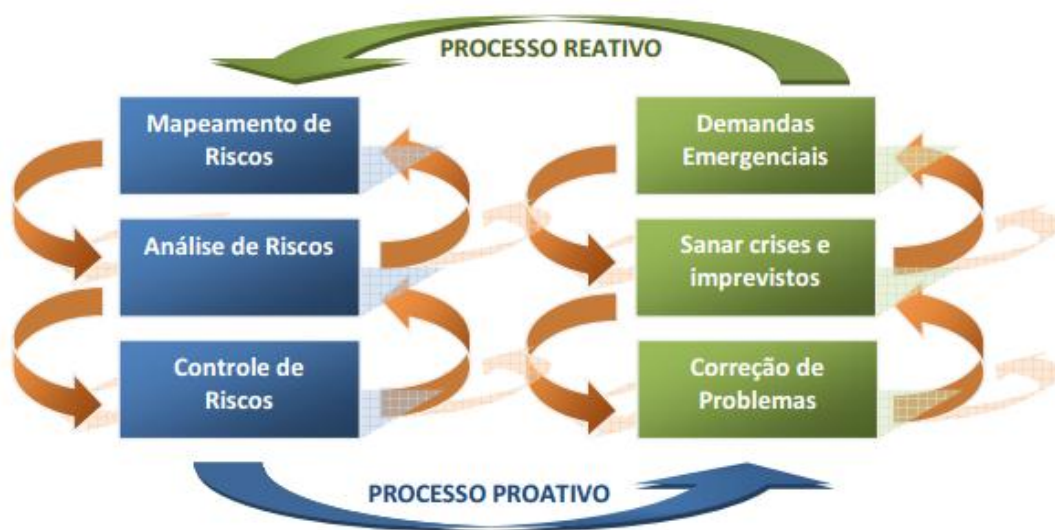 PROCESSO REATIVO
Mapeamento de
Riscos
Análise de Riscos
Controle de
Riscos
Demandas
Emergenciais
Sanar crises e
imprevistos
Correção de
Problemas
PROCESSO PROATIVO